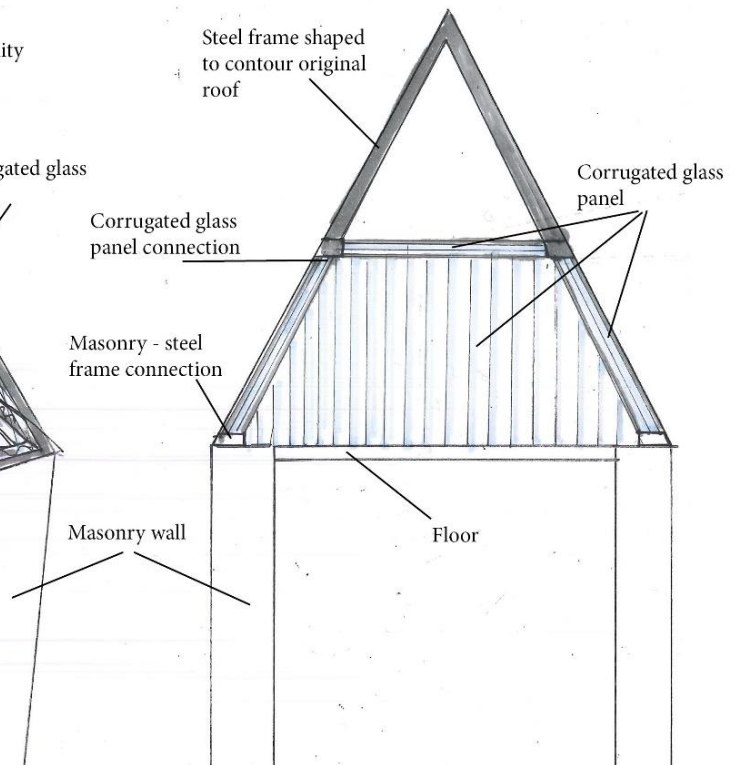 ity
Steel frame shaped
to contour original
roof
gated glass
Corrugated glass
panel
Corrugated glass
panel connection
Masonry - steel
frame connection
Masonry wall
Floor